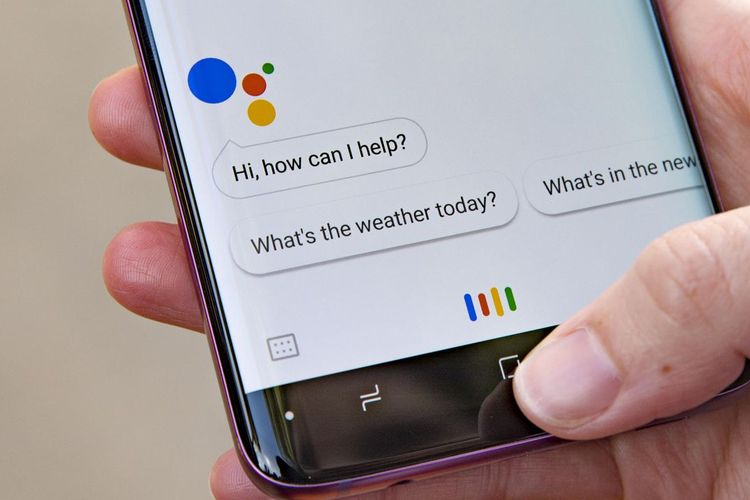 Hi, how can I help?
What's the weather today?
What's in the new